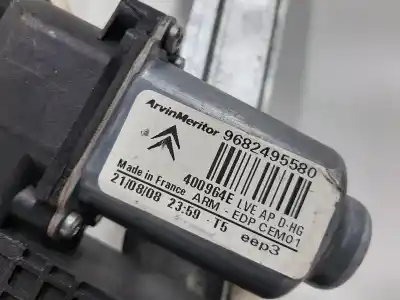 ArvinMeritor 9682495580
400964E LVE AP D-HG
Made in France ARM - EDP CEM01
21/08/08 23:59 - T5 eep3